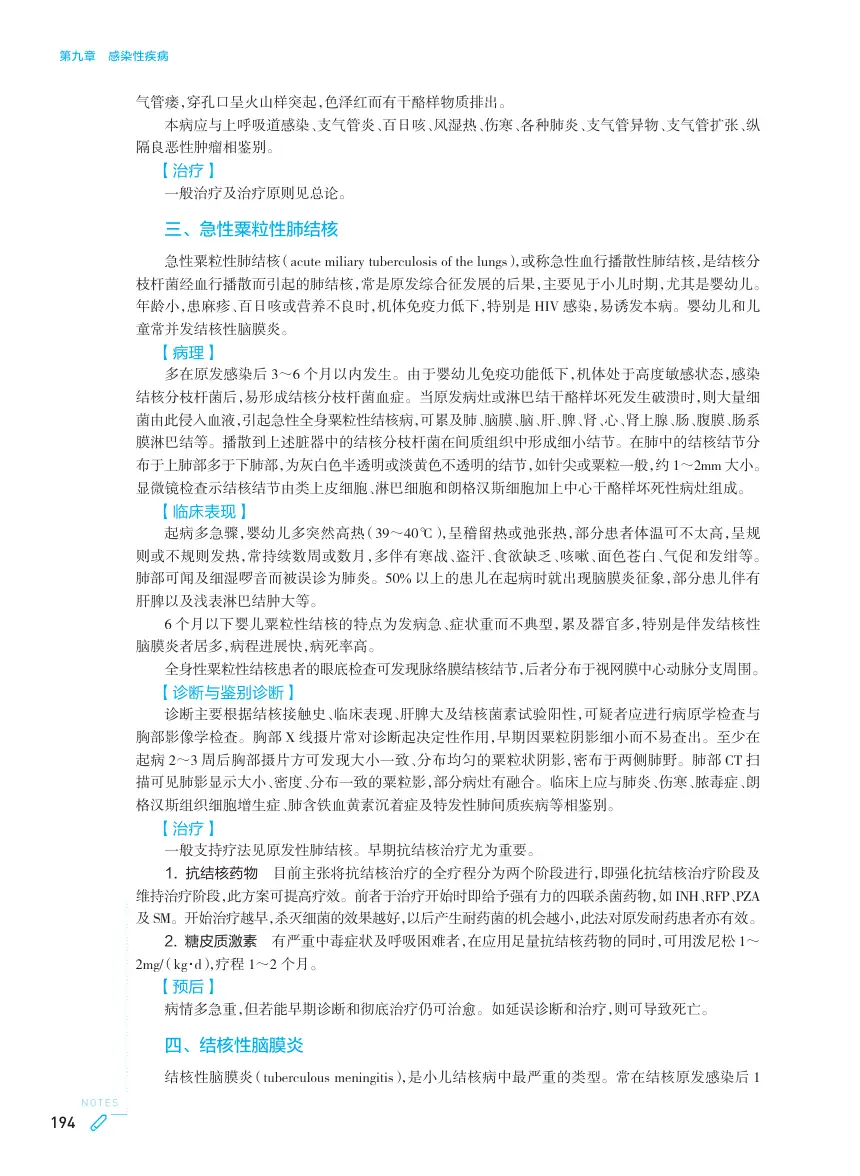 第九章 感染性疾病
气管瘘,穿孔口呈火山样突起,色泽红而有干酪样物质排出。
本病应与上呼吸道感染、支气管炎、百日咳、风湿热、伤寒、各种肺炎、支气管异物、支气管扩张、纵
隔良恶性肿瘤相鉴别。
【治疗】
一般治疗及治疗原则见总论。
三、急性粟粒性肺结核
急性粟粒性肺结核(acute miliary tuberculosis of the lungs),或称急性血行播散性肺结核,是结核分
枝杆菌经血行播散而引起的肺结核,常是原发综合征发展的后果,主要见于小儿时期,尤其是婴幼儿。
年龄小,患麻疹、百日咳或营养不良时,机体免疫力低下,特别是 HIV 感染,易诱发本病。婴幼儿和儿
童常并发结核性脑膜炎。
【病理】
多在原发感染后 3～6 个月以内发生。由于婴幼儿免疫功能低下,机体处于高度敏感状态,感染
结核分枝杆菌后,易形成结核分枝杆菌血症。当原发病灶或淋巴结干酪样坏死发生破溃时,则大量细
菌由此侵入血液,引起急性全身粟粒性结核病,可累及肺、脑膜、脑、肝、脾、肾、心、肾上腺、肠、腹膜、肠系
膜淋巴结等。播散到上述脏器中的结核分枝杆菌在间质组织中形成细小结节。在肺中的结核结节分
布于上肺部多于下肺部,为灰白色半透明或淡黄色不透明的结节,如针尖或粟粒一般,约 1～2mm 大小。
显微镜检查示结核结节由类上皮细胞、淋巴细胞和朗格汉斯细胞加上中心干酪样坏死性病灶组成。
【临床表现】
起病多急骤,婴幼儿多突然高热(39～40℃),呈稽留热或弛张热,部分患者体温可不太高,呈规
则或不规则发热,常持续数周或数月,多伴有寒战、盗汗、食欲缺乏、咳嗽、面色苍白、气促和发绀等。
肺部可闻及细湿啰音而被误诊为肺炎。50% 以上的患儿在起病时就出现脑膜炎征象,部分患儿伴有
肝脾以及浅表淋巴结肿大等。
6 个月以下婴儿粟粒性结核的特点为发病急、症状重而不典型,累及器官多,特别是伴发结核性
脑膜炎者居多,病程进展快,病死率高。
全身性粟粒性结核患者的眼底检查可发现脉络膜结核结节,后者分布于视网膜中心动脉分支周围。
【诊断与鉴别诊断】
诊断主要根据结核接触史、临床表现、肝脾大及结核菌素试验阳性,可疑者应进行病原学检查与
胸部影像学检查。胸部 X 线摄片常对诊断起决定性作用,早期因粟粒阴影细小而不易查出。至少在
起病 2～3 周后胸部摄片方可发现大小一致、分布均匀的粟粒状阴影,密布于两侧肺野。肺部 CT 扫
描可见肺影显示大小、密度、分布一致的粟粒影,部分病灶有融合。临床上应与肺炎、伤寒、脓毒症、朗
格汉斯组织细胞增生症、肺含铁血黄素沉着症及特发性肺间质疾病等相鉴别。
【治疗】
一般支持疗法见原发性肺结核。早期抗结核治疗尤为重要。
1. 抗结核药物 目前主张将抗结核治疗的全疗程分为两个阶段进行,即强化抗结核治疗阶段及
维持治疗阶段,此方案可提高疗效。前者于治疗开始时即给予强有力的四联杀菌药物,如 INH、RFP、PZA
及 SM。开始治疗越早,杀灭细菌的效果越好,以后产生耐药菌的机会越小,此法对原发耐药患者亦有效。
2. 糖皮质激素 有严重中毒症状及呼吸困难者,在应用足量抗结核药物的同时,可用泼尼松 1～
2mg/(kg·d),疗程 1～2 个月。
【预后】
病情多急重,但若能早期诊断和彻底治疗仍可治愈。如延误诊断和治疗,则可导致死亡。
四、结核性脑膜炎
结核性脑膜炎(tuberculous meningitis),是小儿结核病中最严重的类型。常在结核原发感染后 1
NOTES
194